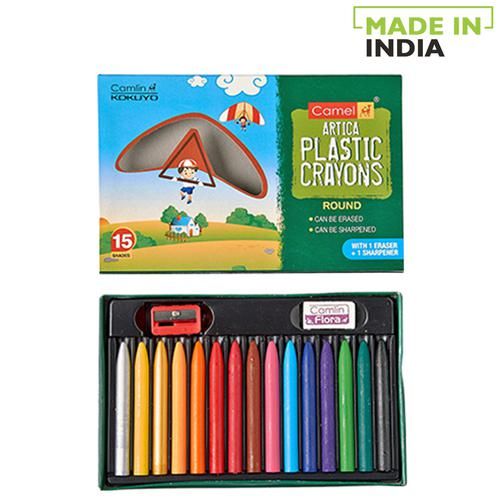 MADE IN
INDIA
Camlin
KOKUYO
Camel
®
ARTICA
PLASTIC
CRAYONS
ROUND
• CAN BE ERASED
• CAN BE SHARPENED
15
SHADES
WITH 1 ERASER
+ 1 SHARPENER
Camlin
Flora